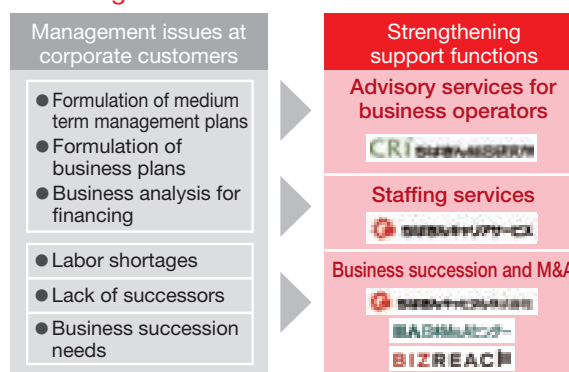 Management issues at
corporate customers
● Formulation of medium
term management plans
● Formulation of
business plans
● Business analysis for
financing
● Labor shortages
● Lack of successors
● Business succession
needs
Strengthening
support functions
Advisory services for
business operators
CRI
Staffing services
Business succession and M&A
BIZREACH